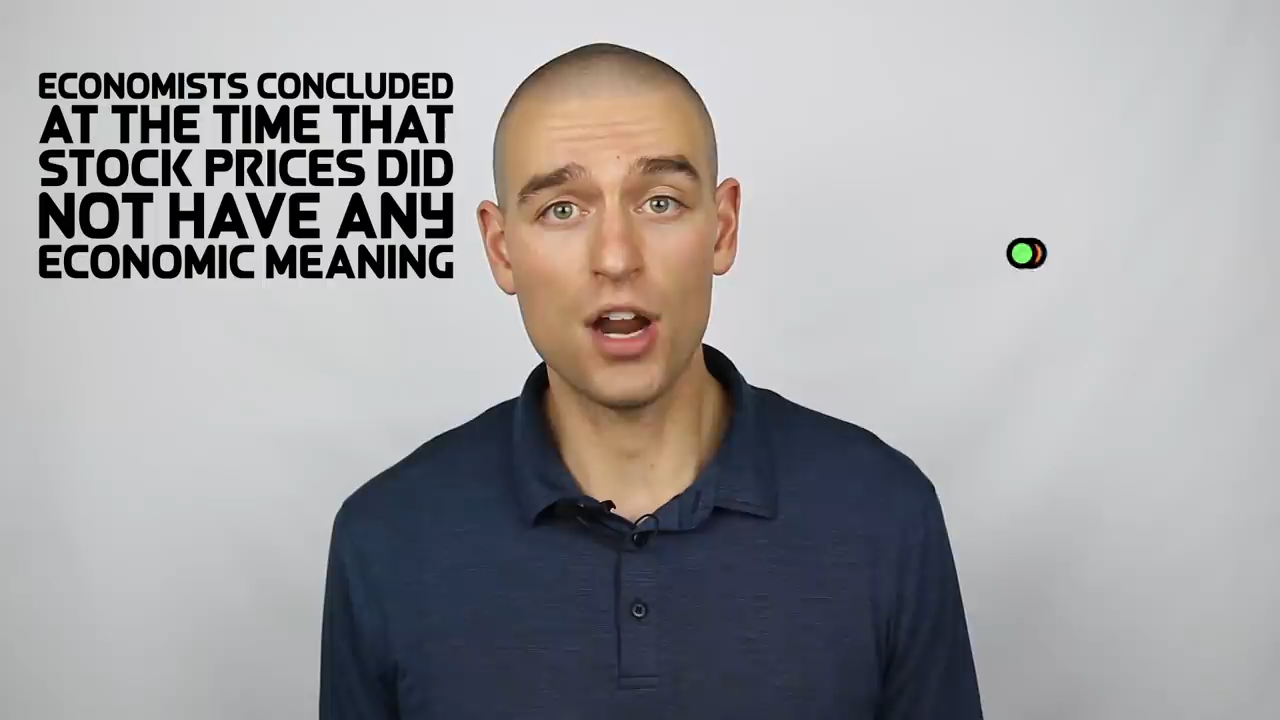 ECONOMISTS CONCLUDED
AT THE TIME THAT
STOCK PRICES DID
NOT HAVE ANY
ECONOMIC MEANING